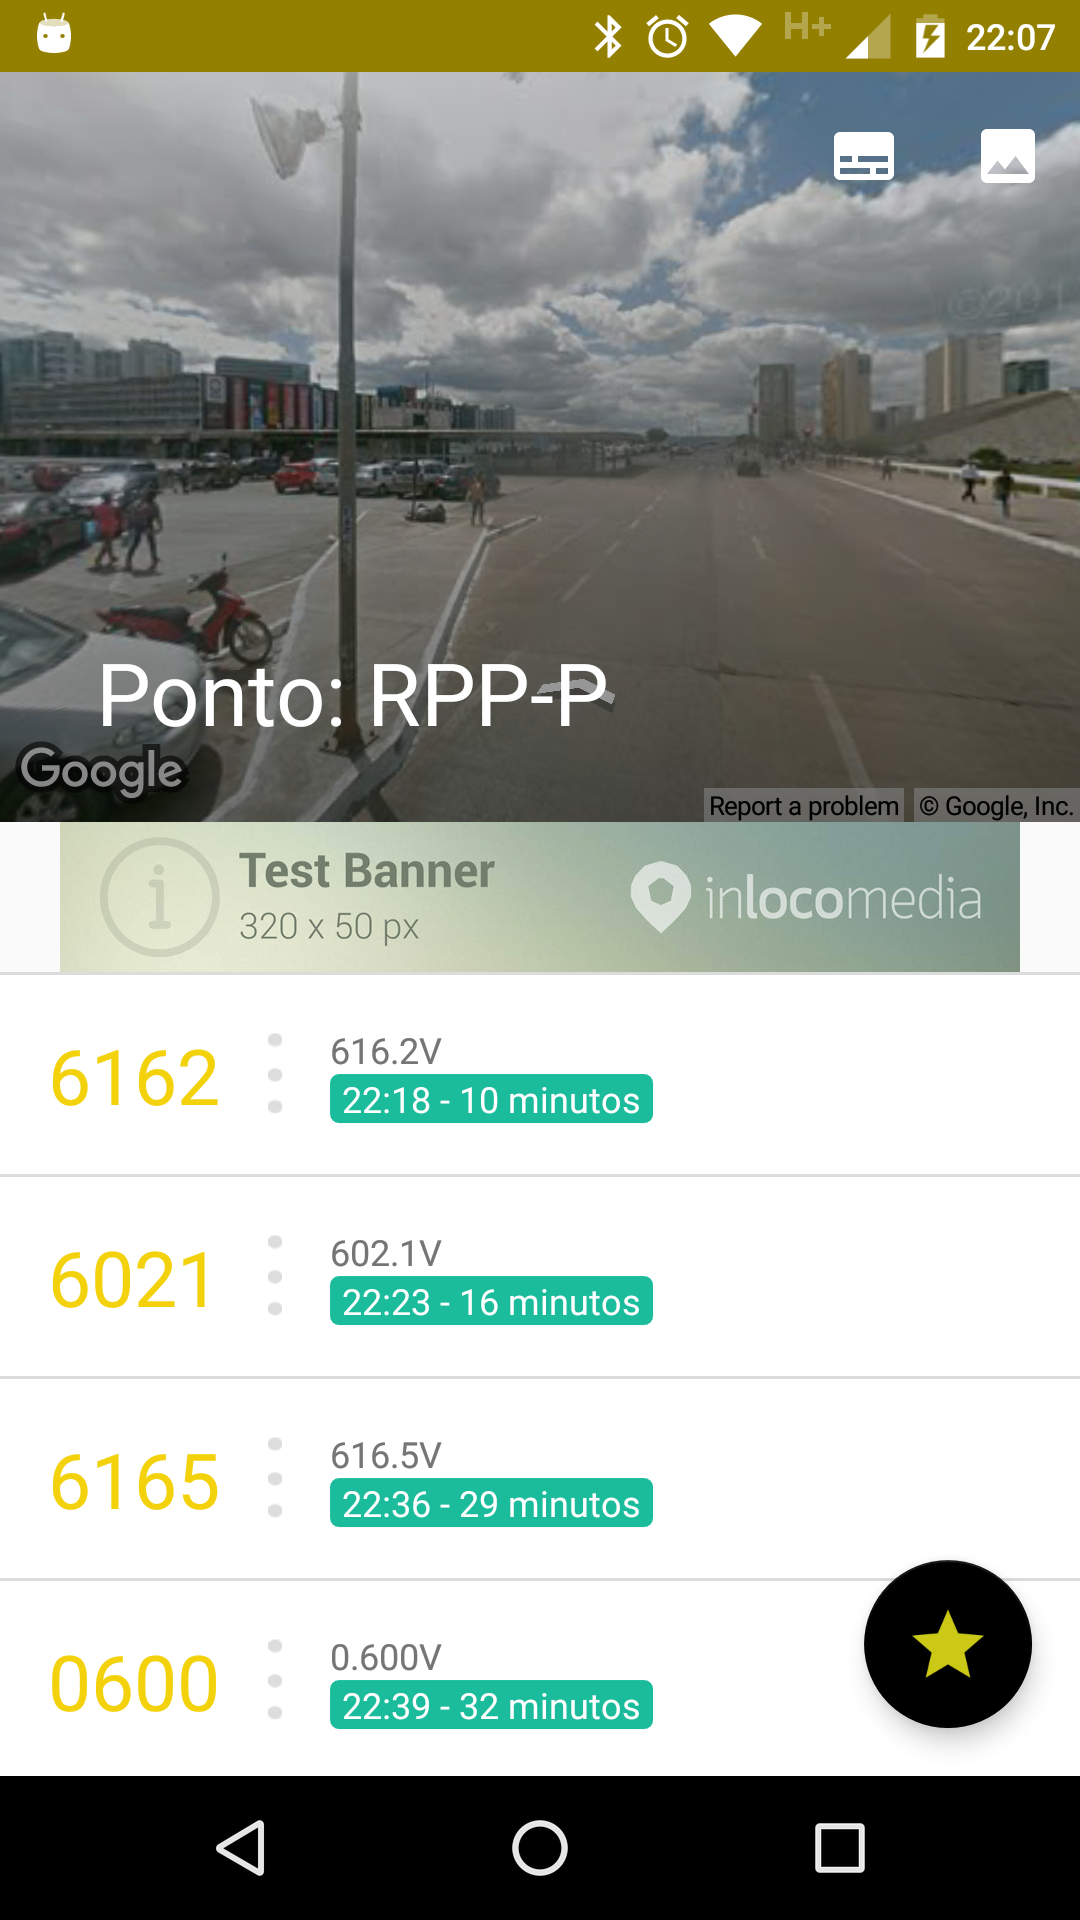 H+ 22:07
Ponto: RPP-P
Google
Report a problem © Google, Inc.
Test Banner
320 x 50 px
inlocomedia
6162
616.2V
22:18 - 10 minutos
6021
602.1V
22:23 - 16 minutos
6165
616.5V
22:36 - 29 minutos
0600
0.600V
22:39 - 32 minutos